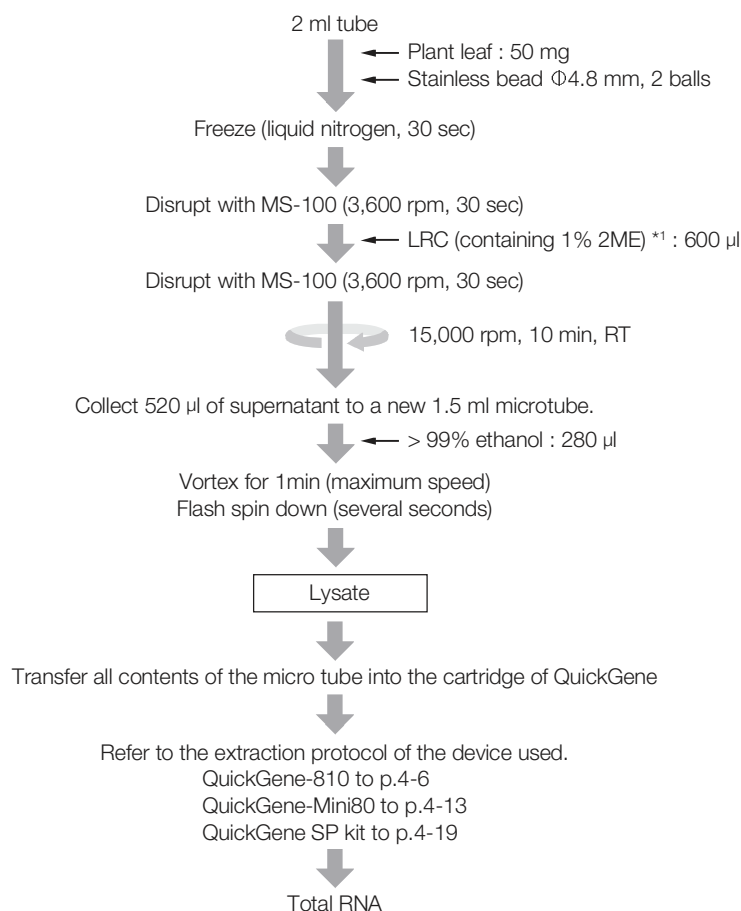 2 ml tube
Plant leaf : 50 mg
Stainless bead Φ4.8 mm, 2 balls
Freeze (liquid nitrogen, 30 sec)
Disrupt with MS-100 (3,600 rpm, 30 sec)
LRC (containing 1% 2ME) *1 : 600 µl
Disrupt with MS-100 (3,600 rpm, 30 sec)
15,000 rpm, 10 min, RT
Collect 520 µl of supernatant to a new 1.5 ml microtube.
> 99% ethanol : 280 µl
Vortex for 1min (maximum speed)
Flash spin down (several seconds)
Lysate
Transfer all contents of the micro tube into the cartridge of QuickGene
Refer to the extraction protocol of the device used.
QuickGene-810 to p.4-6
QuickGene-Mini80 to p.4-13
QuickGene SP kit to p.4-19
Total RNA